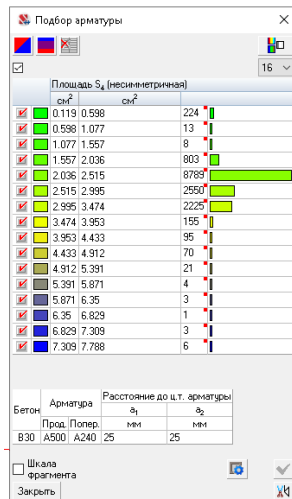 Подбор арматуры
16
Площадь S₄ (несимметричная)
см² см²
0.119 0.598 224
0.598 1.077 13
1.077 1.557 8
1.557 2.036 803
2.036 2.515 8789
2.515 2.995 2550
2.995 3.474 2225
3.474 3.953 155
3.953 4.433 95
4.433 4.912 70
4.912 5.391 21
5.391 5.871 4
5.871 6.35 3
6.35 6.829 1
6.829 7.309 3
7.309 7.788 6
Бетон Арматура Расстояние до ц.т. арматуры
a₁ a₂
Прод. Попер. мм мм
B30 A500 A240 25 25
Шкала
фрагмента
Закрыть